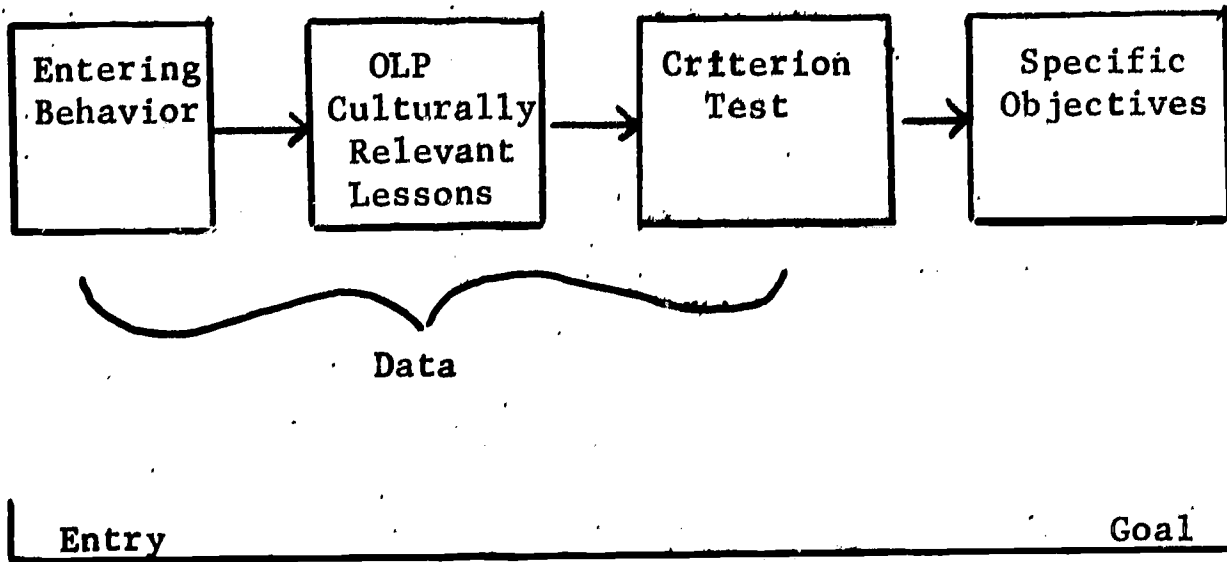 Entering
Behavior
OLP
Culturally
Relevant
Lessons
Criterion
Test
Specific
Objectives
Data
Entry
Goal